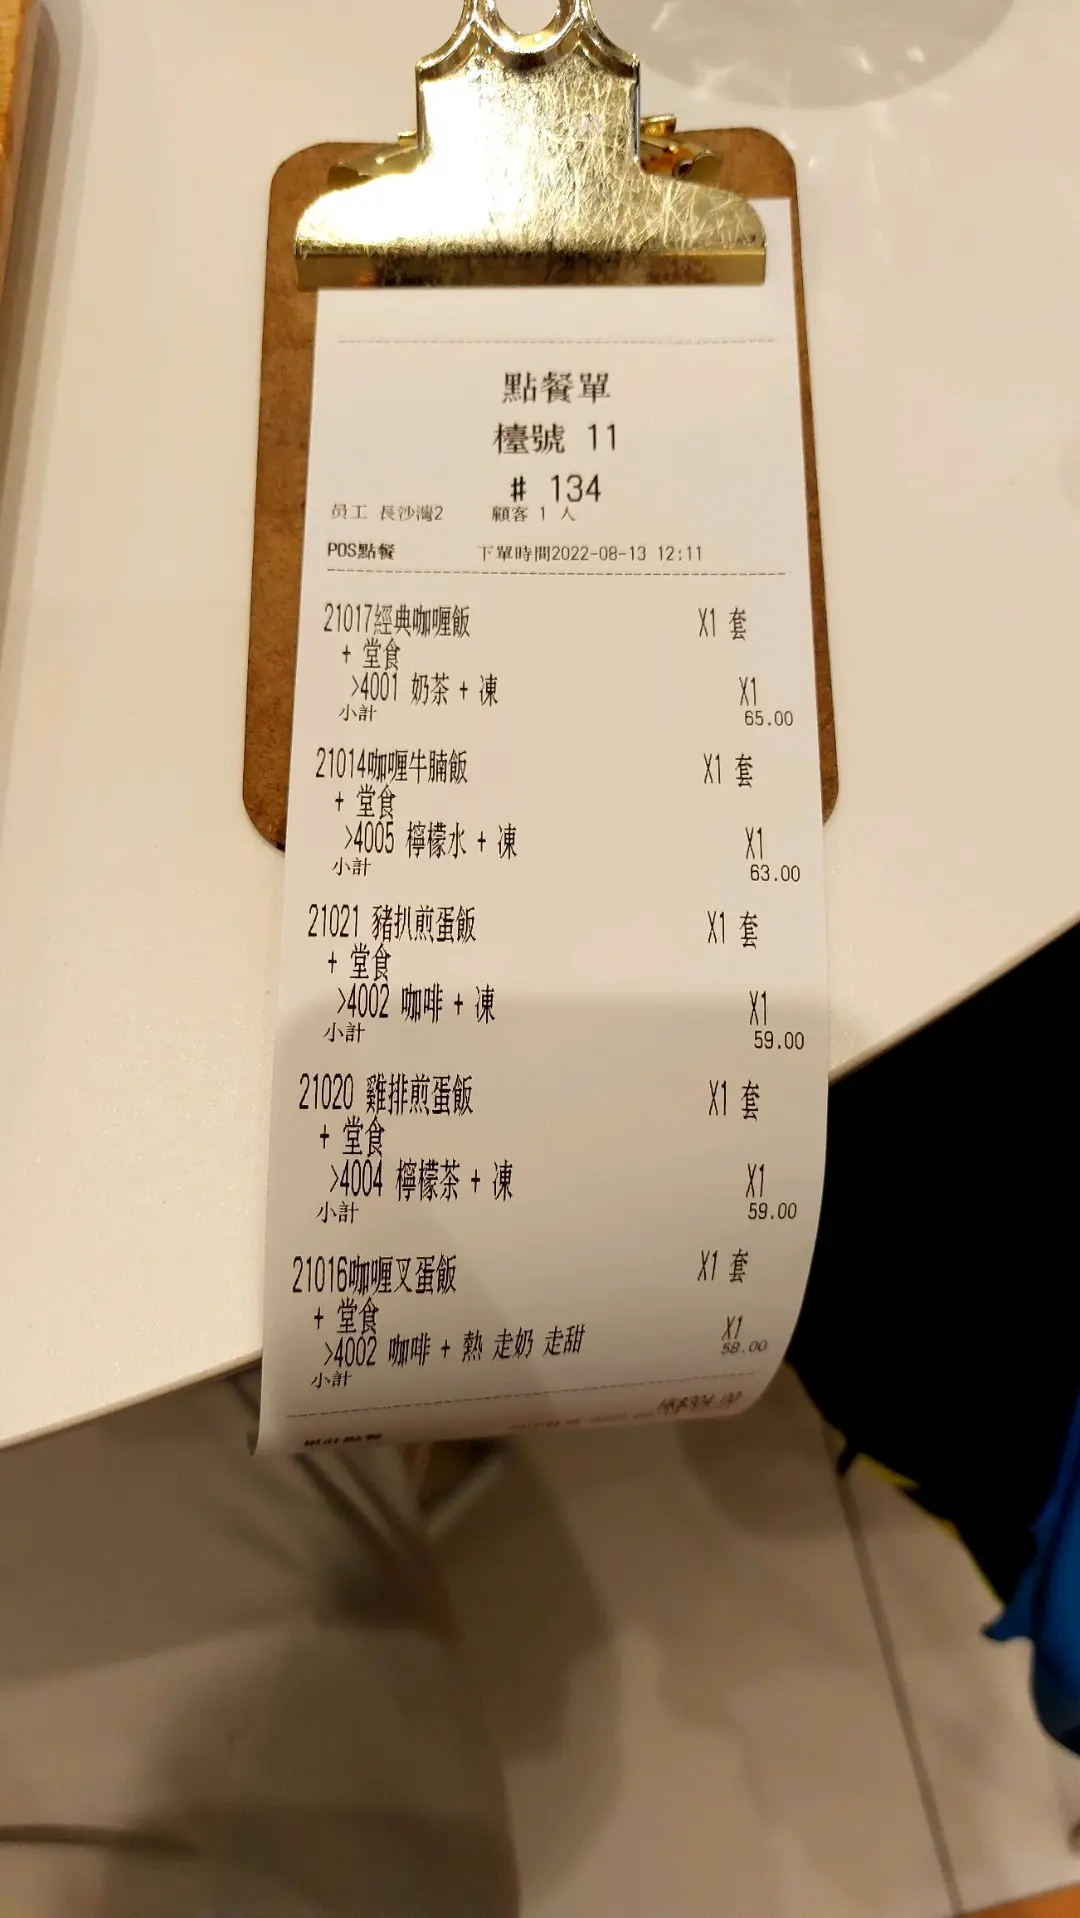 點餐單
檯號 11
# 134
員工 長沙灣2 顧客 1 人
POS點餐 下單時間2022-08-13 12:11
21017經典咖喱飯 X1 套
+ 堂食
>4001 奶茶 + 凍 X1
小計 65.00
21014咖喱牛腩飯 X1 套
+ 堂食
>4005 檸檬水 + 凍 X1
小計 63.00
21021 豬扒煎蛋飯 X1 套
+ 堂食
>4002 咖啡 + 凍 X1
小計 59.00
21020 雞排煎蛋飯 X1 套
+ 堂食
>4004 檸檬茶 + 凍 X1
小計 59.00
21016咖喱叉蛋飯 X1 套
+ 堂食
>4002 咖啡 + 熱 走奶 走甜 X1
小計 58.00